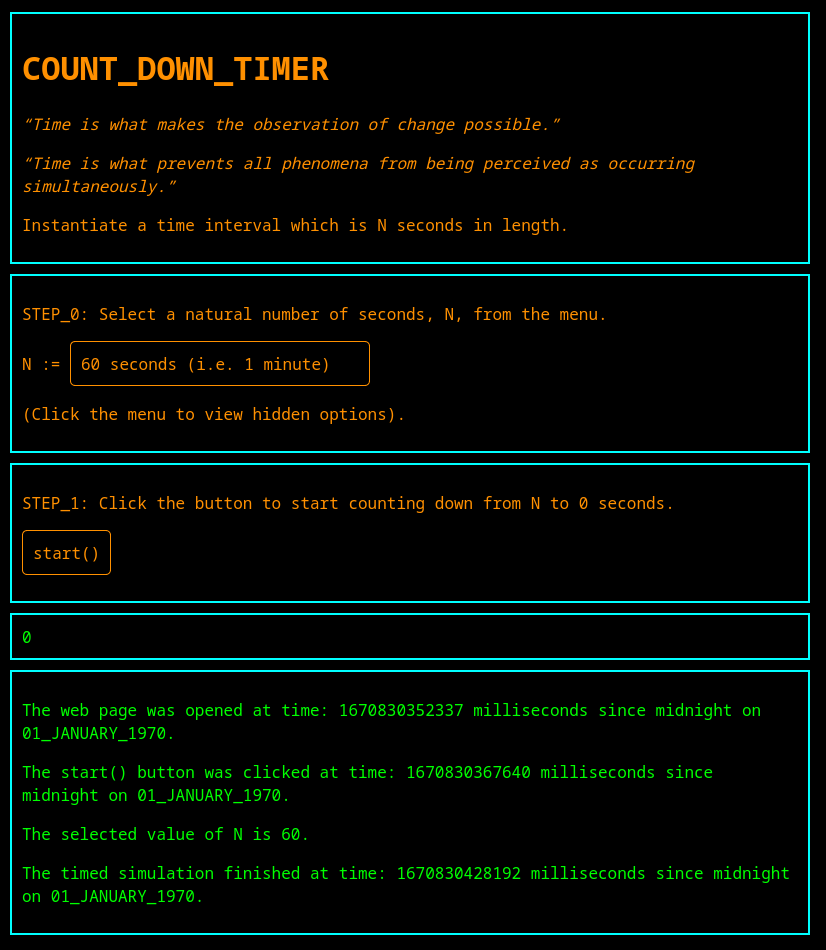 COUNT_DOWN_TIMER
“Time is what makes the observation of change possible.”
“Time is what prevents all phenomena from being perceived as occurring
simultaneously.”
Instantiate a time interval which is N seconds in length.
STEP_0: Select a natural number of seconds, N, from the menu.
N := 60 seconds (i.e. 1 minute)
(Click the menu to view hidden options).
STEP_1: Click the button to start counting down from N to 0 seconds.
start()
0
The web page was opened at time: 1670830352337 milliseconds since midnight on
01_JANUARY_1970.
The start() button was clicked at time: 1670830367640 milliseconds since
midnight on 01_JANUARY_1970.
The selected value of N is 60.
The timed simulation finished at time: 1670830428192 milliseconds since midnight
on 01_JANUARY_1970.